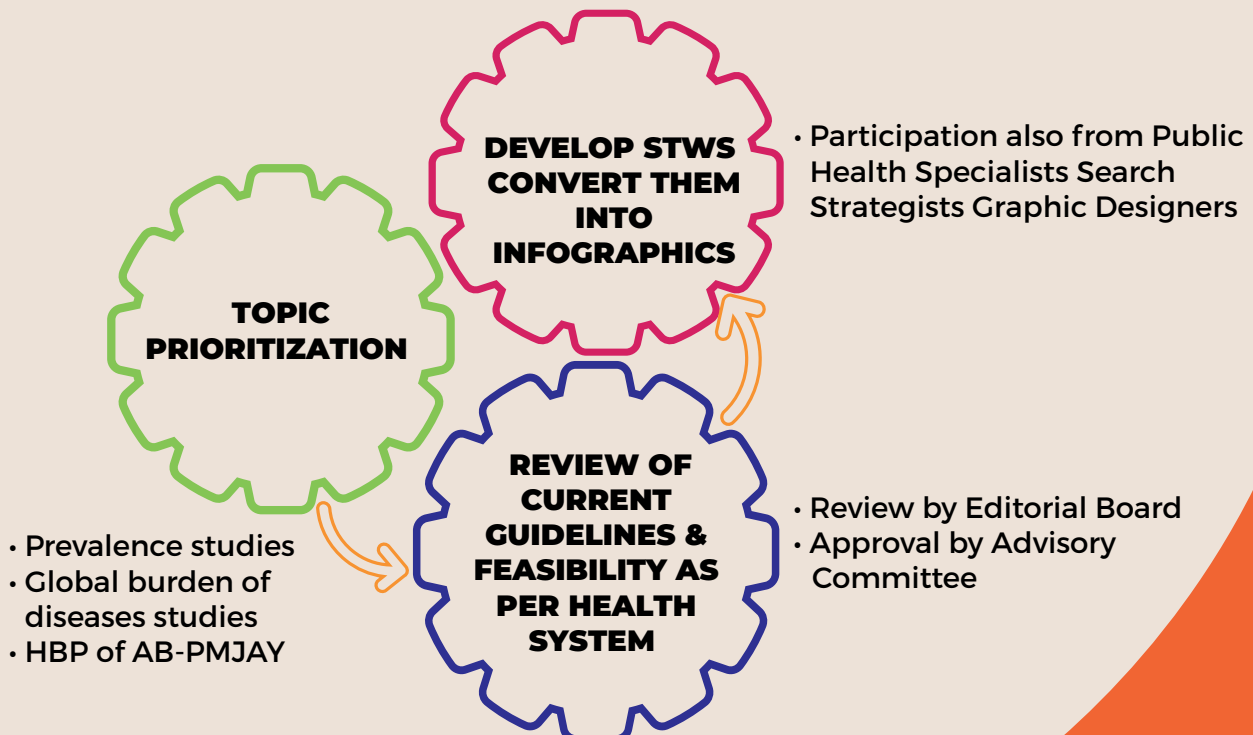 TOPIC
PRIORITIZATION
• Prevalence studies
• Global burden of
diseases studies
• HBP of AB-PMJAY
REVIEW OF
CURRENT
GUIDELINES &
FEASIBILITY AS
PER HEALTH
SYSTEM
• Review by Editorial Board
• Approval by Advisory
Committee
DEVELOP STWS
CONVERT THEM
INTO
INFOGRAPHICS
• Participation also from Public
Health Specialists Search
Strategists Graphic Designers